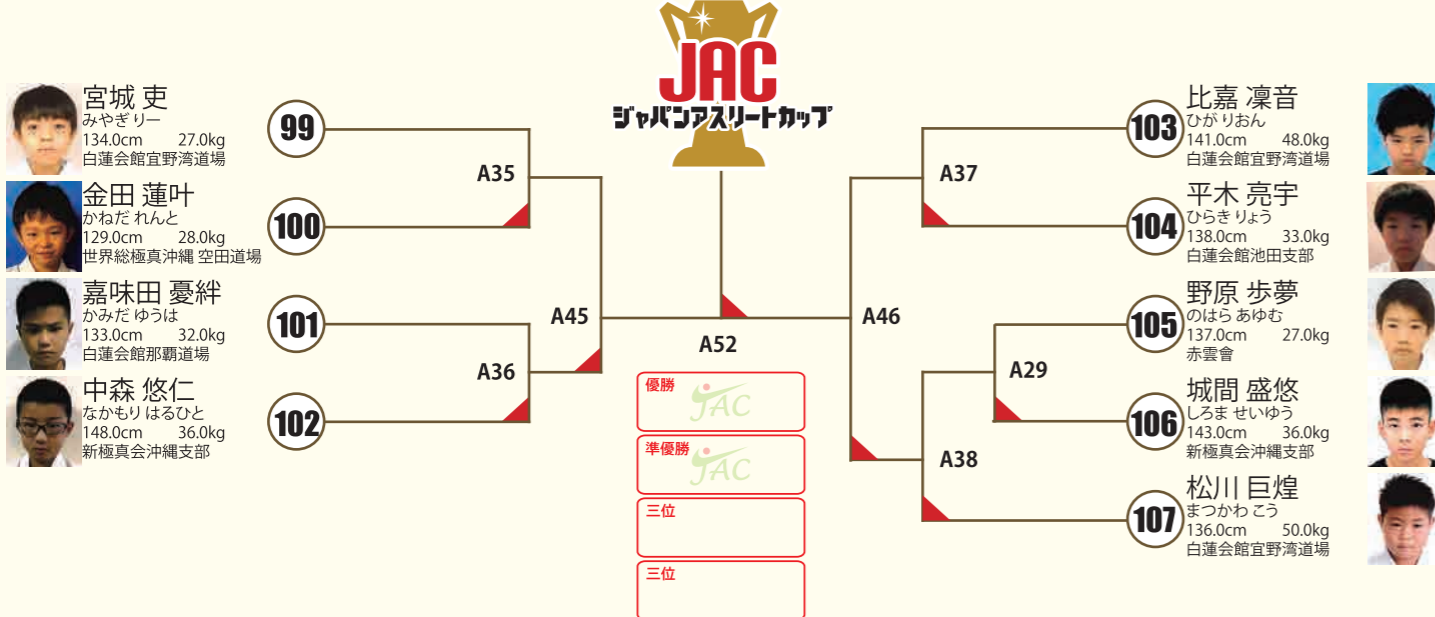 JAC
ジャパンアスリートカップ
宮城 吏
みやぎ りー
134.0cm 27.0kg
白蓮会館宜野湾道場
99
金田 蓮叶
かねだ れんと
129.0cm 28.0kg
世界総極真沖縄 空田道場
100
嘉味田 憂絆
かみだ ゆうは
133.0cm 32.0kg
白蓮会館那覇道場
101
中森 悠仁
なかもり はるひと
148.0cm 36.0kg
新極真会沖縄支部
102
A35
A36
A45
A52
A46
A37
A29
A38
優勝
JAC
準優勝
JAC
三位
三位
103
比嘉 凜音
ひが りおん
141.0cm 48.0kg
白蓮会館宜野湾道場
104
平木 亮宇
ひらき りょう
138.0cm 33.0kg
白蓮会館池田支部
105
野原 歩夢
のはら あゆむ
137.0cm 27.0kg
赤雲會
106
城間 盛悠
しろま せいゆう
143.0cm 36.0kg
新極真会沖縄支部
107
松川 巨煌
まつかわ こう
136.0cm 50.0kg
白蓮会館宜野湾道場